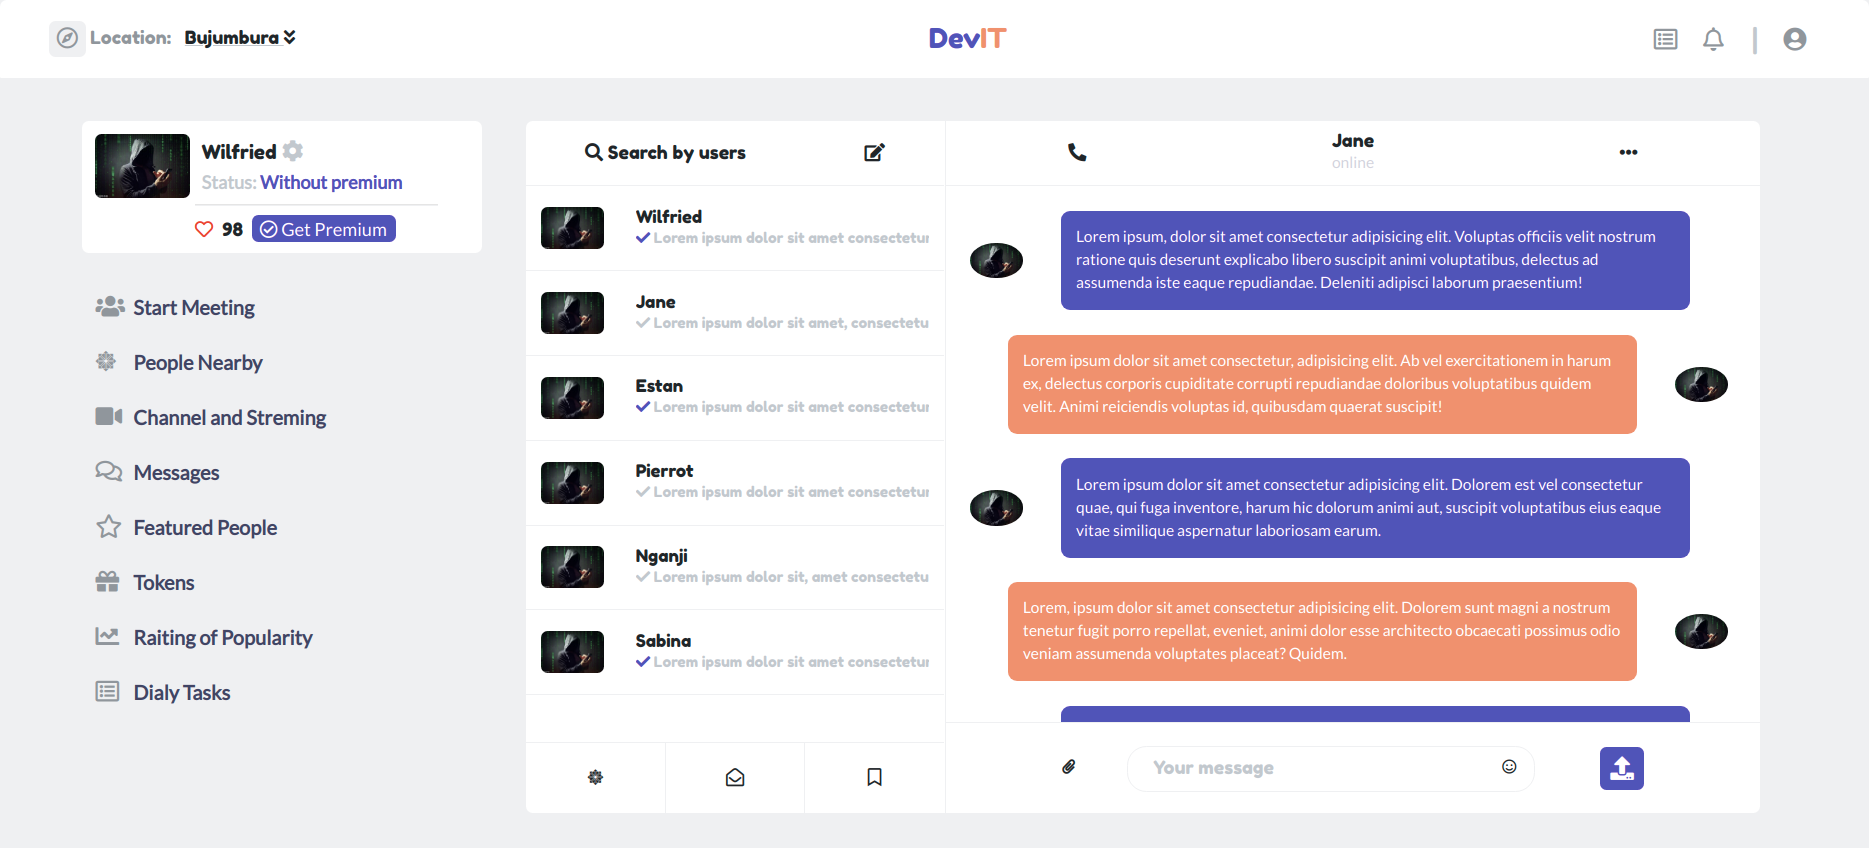 Location: Bujumbura
DevIT
Wilfried
Status: Without premium
98 Get Premium
Start Meeting
People Nearby
Channel and Streming
Messages
Featured People
Tokens
Raiting of Popularity
Dialy Tasks
Search by users
Wilfried
Lorem ipsum dolor sit amet consectetur
Jane
Lorem ipsum dolor sit amet, consectetu
Estan
Lorem ipsum dolor sit amet consectetur
Pierrot
Lorem ipsum dolor sit amet consectetur
Nganji
Lorem ipsum dolor sit, amet consectetu
Sabina
Lorem ipsum dolor sit amet consectetur
Jane
online
Lorem ipsum, dolor sit amet consectetur adipisicing elit. Voluptas officiis velit nostrum
ratione quis deserunt explicabo libero suscipit animi voluptatibus, delectus ad
assumenda iste eaque repudiandae. Deleniti adipisci laborum praesentium!
Lorem ipsum dolor sit amet consectetur, adipisicing elit. Ab vel exercitationem in harum
ex, delectus corporis cupiditate corrupti repudiandae doloribus voluptatibus quidem
velit. Animi reiciendis voluptas id, quibusdam quaerat suscipit!
Lorem ipsum dolor sit amet consectetur adipisicing elit. Dolorem est vel consectetur
quae, qui fuga inventore, harum hic dolorum animi aut, suscipit voluptatibus eius eaque
vitae similique aspernatur laboriosam earum.
Lorem, ipsum dolor sit amet consectetur adipisicing elit. Dolorem sunt magni a nostrum
tenetur fugit porro repellat, eveniet, animi dolor esse architecto obcaecati possimus odio
veniam assumenda voluptates placeat? Quidem.
Your message